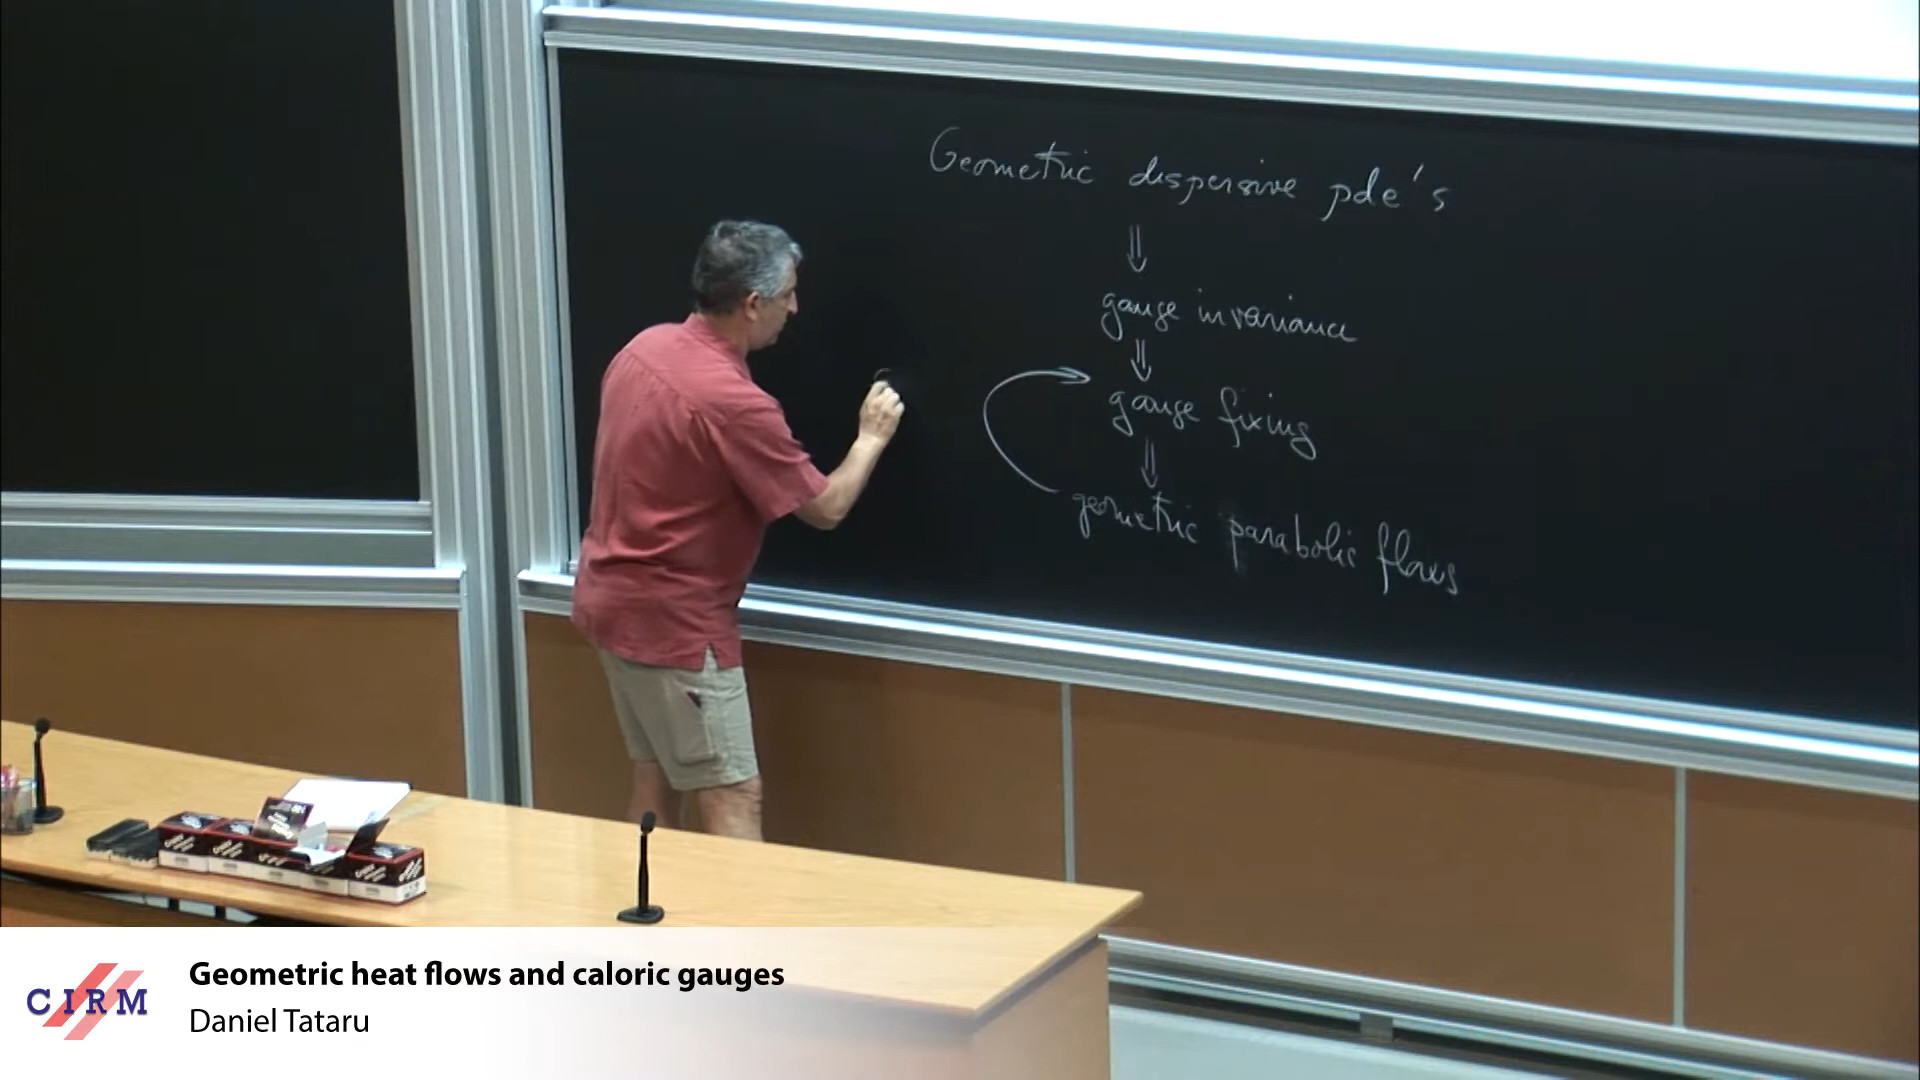 Geometric dispersive pde's
⇓
gauge invariance
⇓
gauge fixing
⇓
geometric parabolic flows
CIRM
Geometric heat flows and caloric gauges
Daniel Tataru